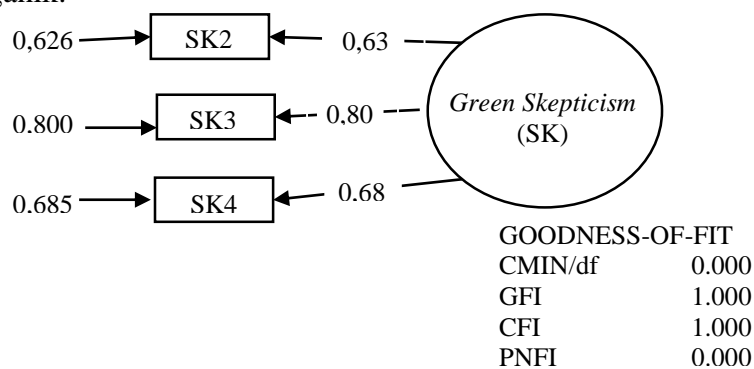 0,626 SK2 0,63
Green Skepticism
0.800 SK3 0,80
(SK)
0.685 SK4 0.68
GOODNESS-OF-FIT
CMIN/df 0.000
GFI 1.000
CFI 1.000
PNFI 0.000